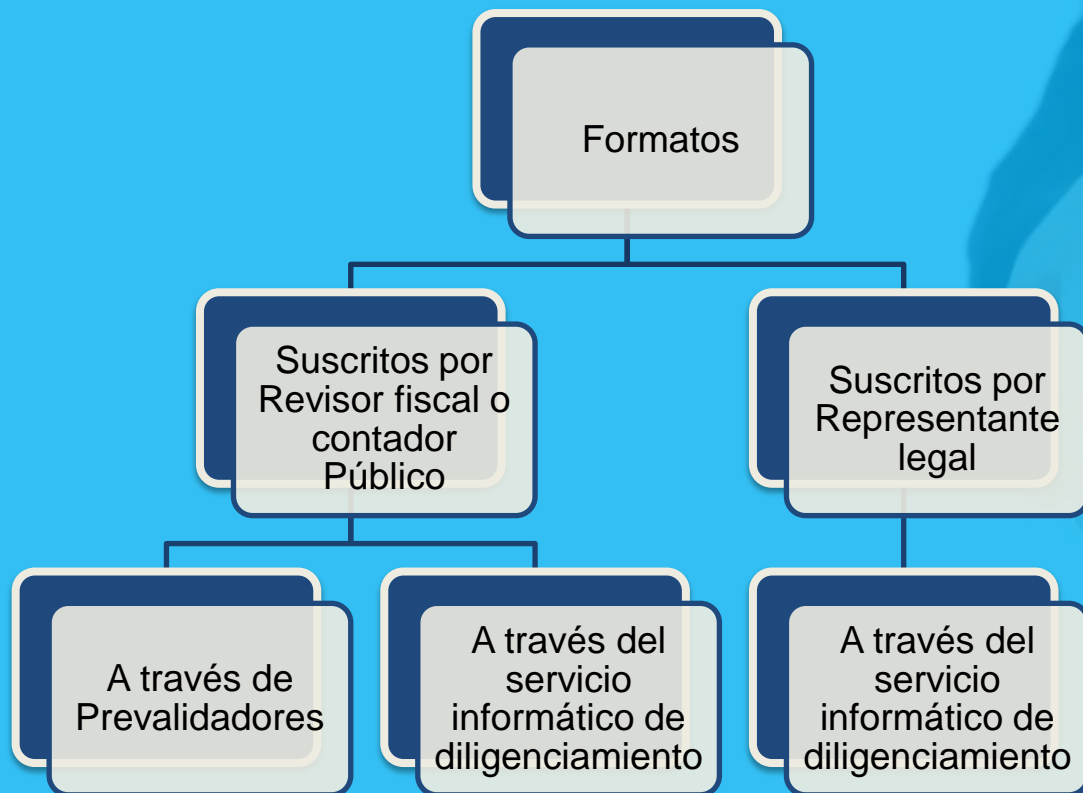 Formatos
Suscritos por
Revisor fiscal o
contador
Público
Suscritos por
Representante
legal
A través de
Prevalidadores
A través del
servicio
informático de
diligenciamiento
A través del
servicio
informático de
diligenciamiento